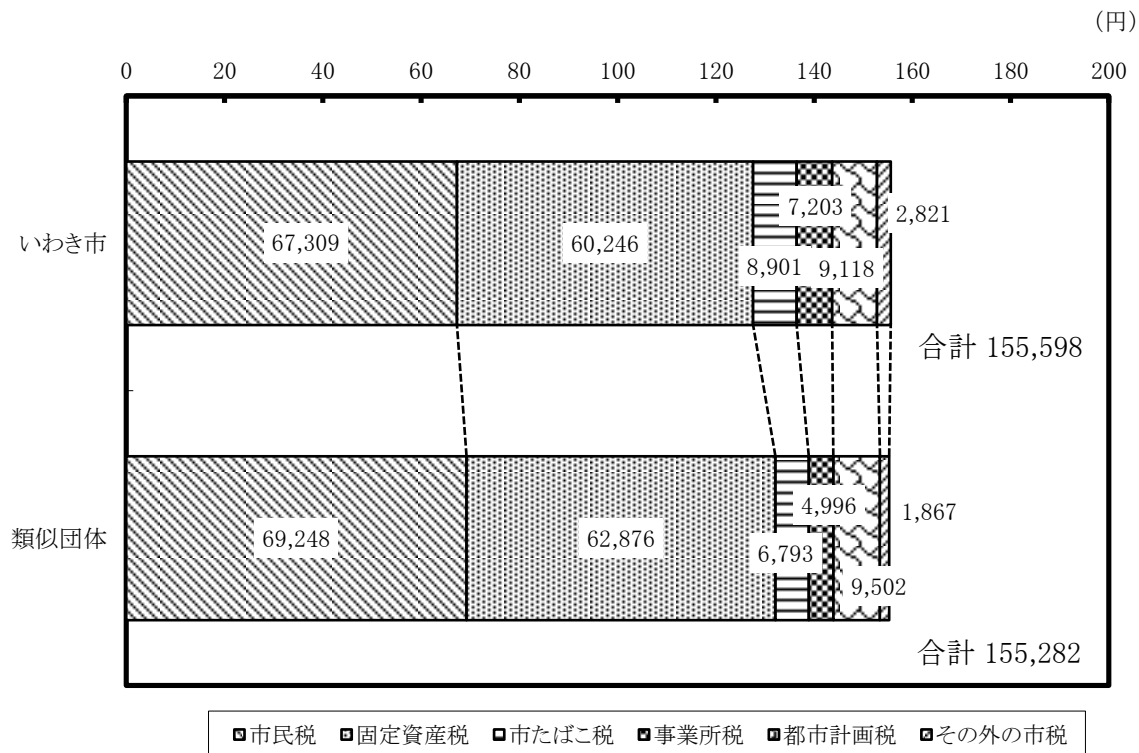 (円)
0 20 40 60 80 100 120 140 160 180 200
いわき市
67,309 60,246 8,901 7,203 9,118 2,821
合計 155,598
類似団体
69,248 62,876 6,793 4,996 9,502 1,867
合計 155,282
市民税 固定資産税 市たばこ税 事業所税 都市計画税 その外の市税